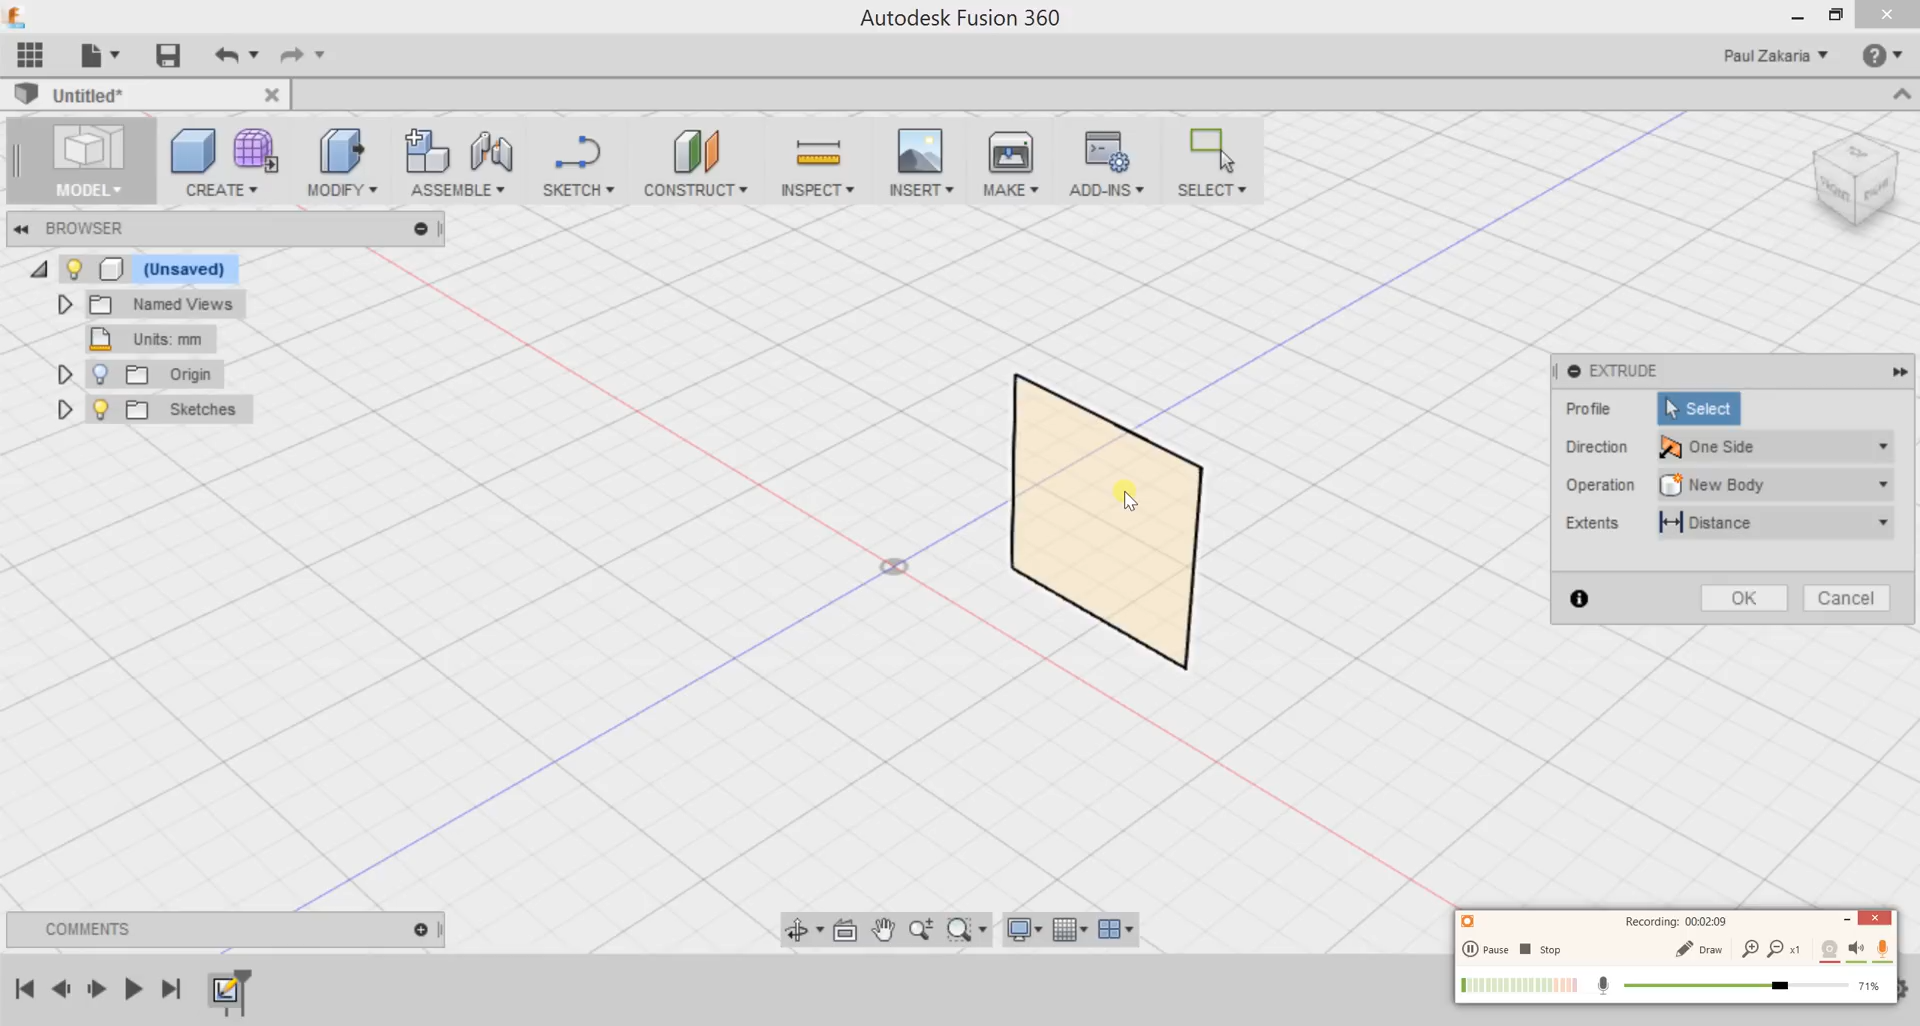 Autodesk Fusion 360
Paul Zakaria
Untitled*
MODEL
CREATE
MODIFY
ASSEMBLE
SKETCH
CONSTRUCT
INSPECT
INSERT
MAKE
ADD-INS
SELECT
BROWSER
(Unsaved)
Named Views
Units: mm
Origin
Sketches
EXTRUDE
Profile Select
Direction One Side
Operation New Body
Extents Distance
OK Cancel
COMMENTS
Recording: 00:02:09
Pause Stop Draw x1
71%